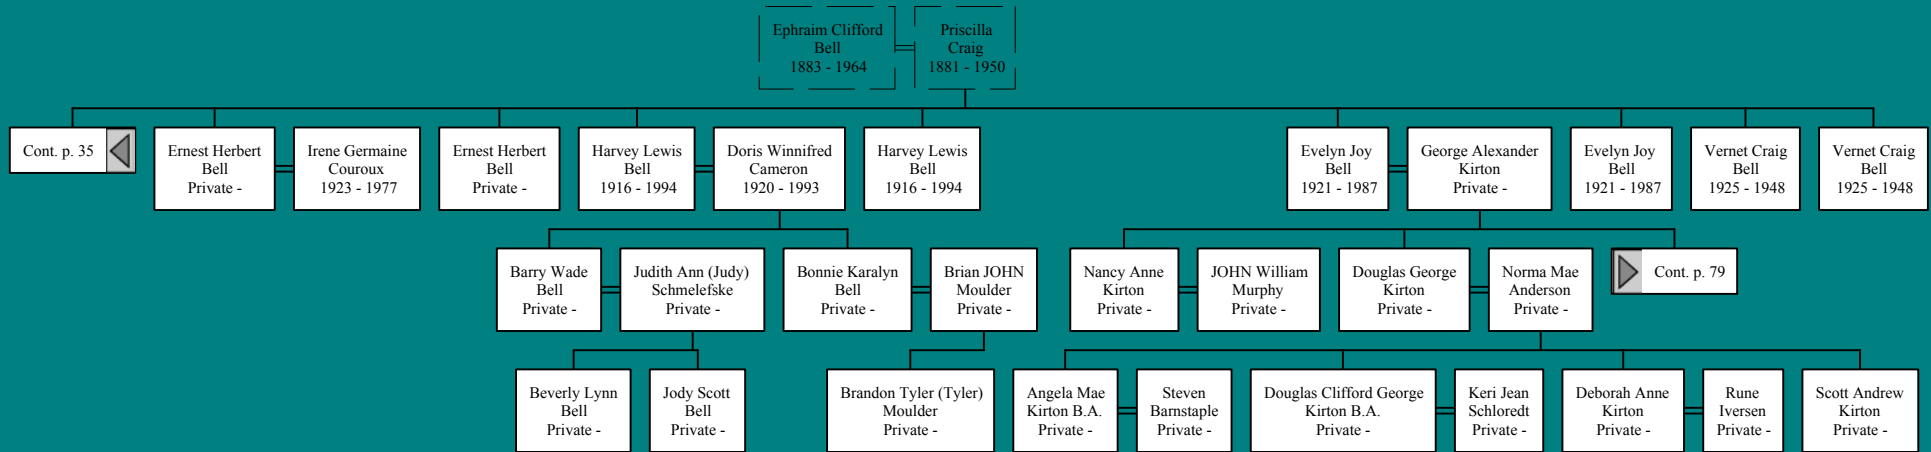 Ephraim Clifford
Bell
1883 - 1964
Priscilla
Craig
1881 - 1950
Cont. p. 35
Ernest Herbert
Bell
Private -
Irene Germaine
Couroux
1923 - 1977
Ernest Herbert
Bell
Private -
Harvey Lewis
Bell
1916 - 1994
Doris Winnifred
Cameron
1920 - 1993
Harvey Lewis
Bell
1916 - 1994
Evelyn Joy
Bell
1921 - 1987
George Alexander
Kirton
Private -
Evelyn Joy
Bell
1921 - 1987
Vernet Craig
Bell
1925 - 1948
Vernet Craig
Bell
1925 - 1948
Barry Wade
Bell
Private -
Judith Ann (Judy)
Schmelefske
Private -
Bonnie Karalyn
Bell
Private -
Brian JOHN
Moulder
Private -
Nancy Anne
Kirton
Private -
JOHN William
Murphy
Private -
Douglas George
Kirton
Private -
Norma Mae
Anderson
Private -
Cont. p. 79
Beverly Lynn
Bell
Private -
Jody Scott
Bell
Private -
Brandon Tyler (Tyler)
Moulder
Private -
Angela Mae
Kirton B.A.
Private -
Steven
Barnstaple
Private -
Douglas Clifford George
Kirton B.A.
Private -
Keri Jean
Schloredt
Private -
Deborah Anne
Kirton
Private -
Rune
Iversen
Private -
Scott Andrew
Kirton
Private -